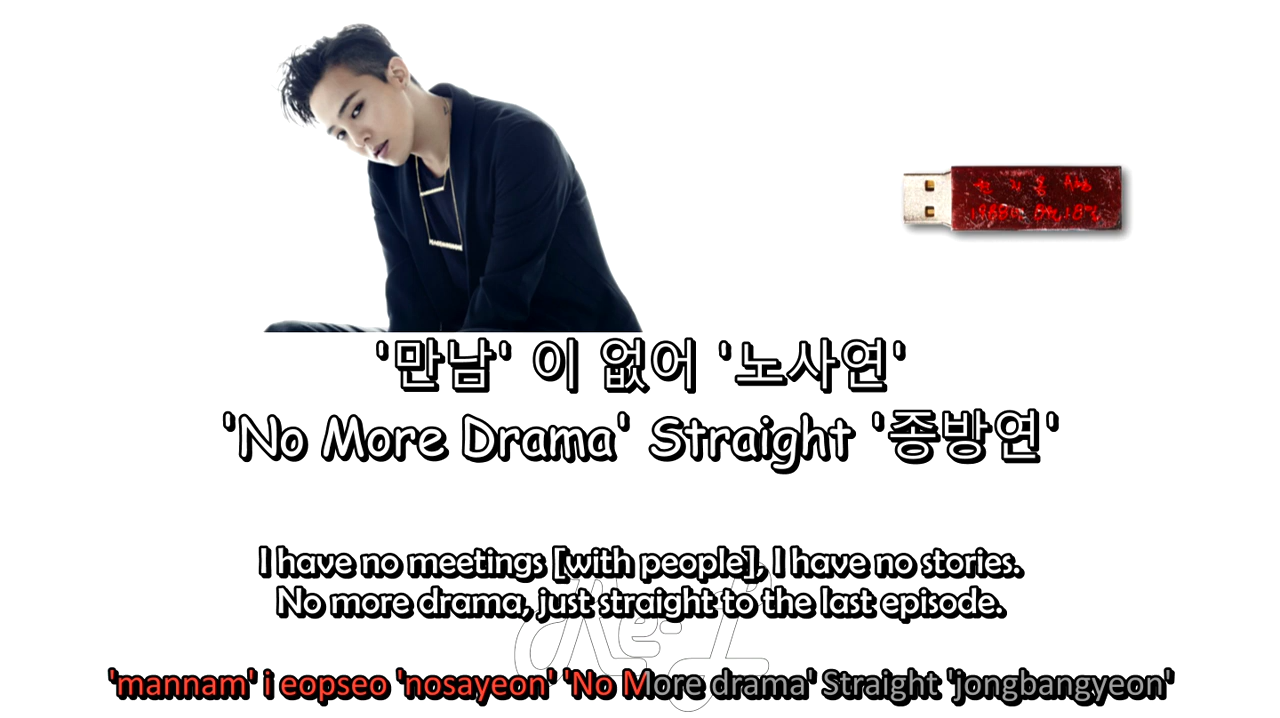 '만남' 이 없어 '노사연'
'No More Drama' Straight '종방연'
I have no meetings [with people], I have no stories.
No more drama, just straight to the last episode.
'mannam' i eopseo 'nosayeon' 'No More drama' Straight 'jongbangyeon'